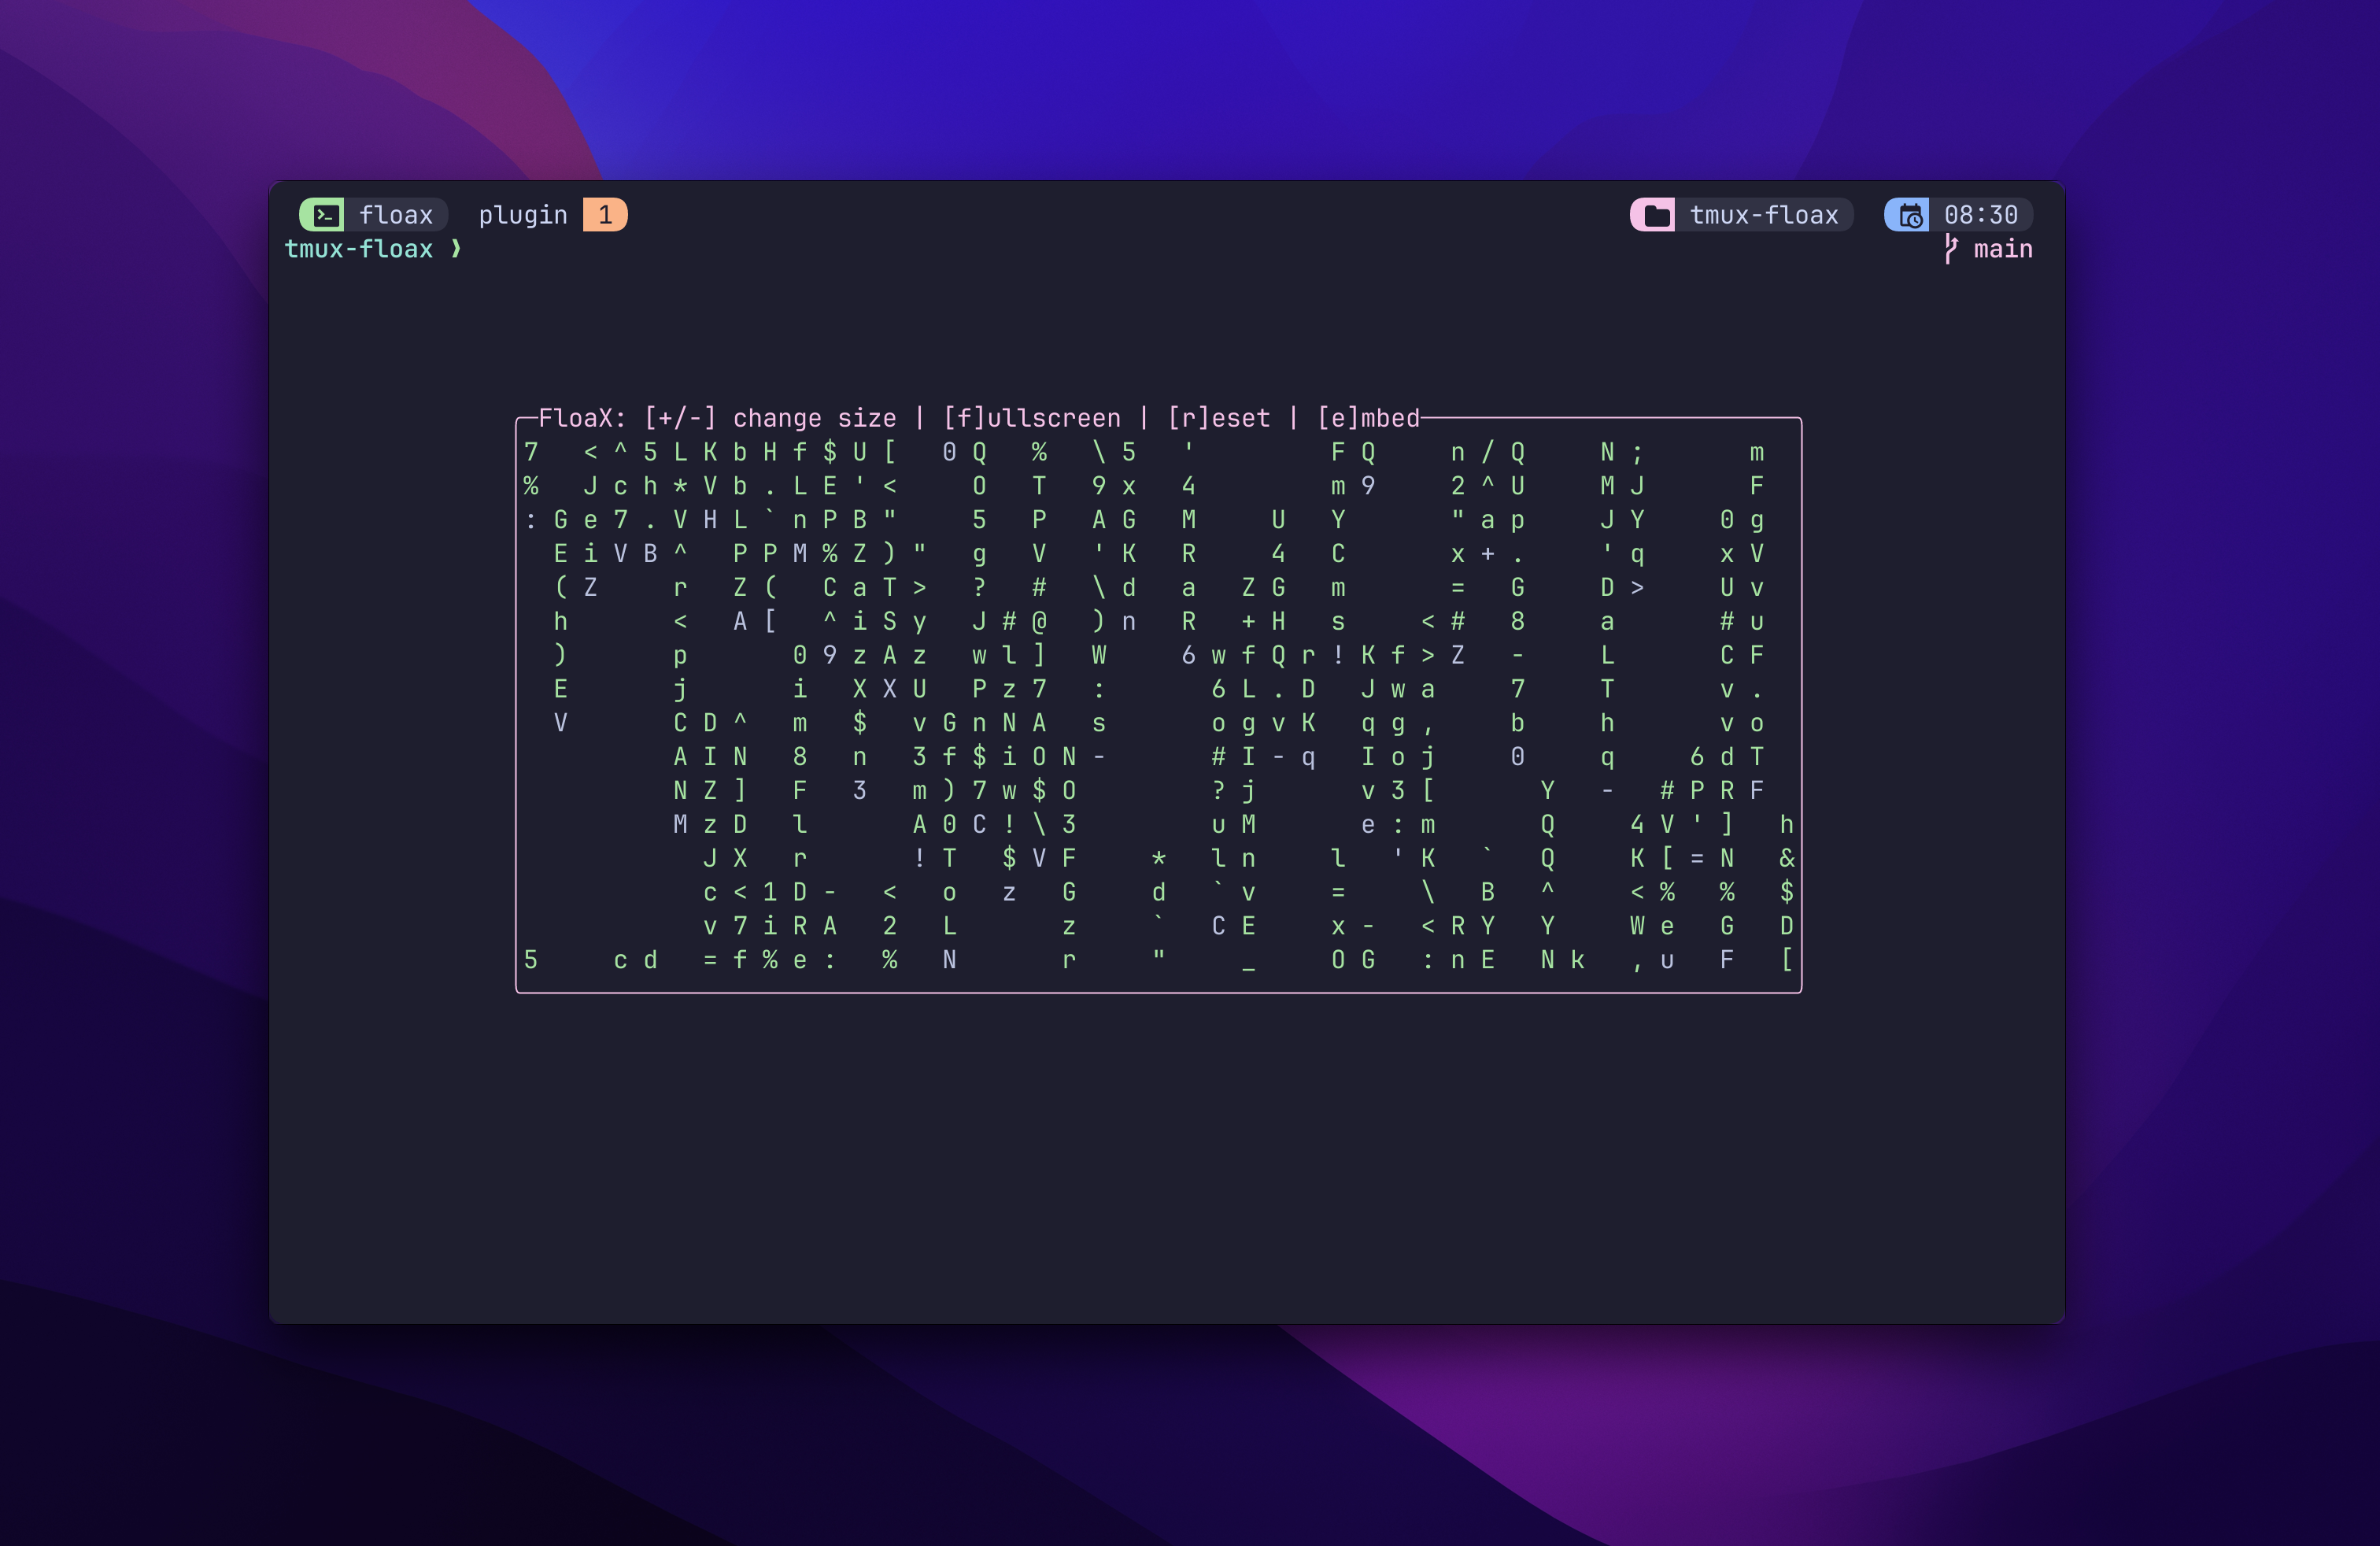 floax plugin 1 tmux-floax 08:30
tmux-floax ❯ main
FloaX: [+/-] change size | [f]ullscreen | [r]eset | [e]mbed
7 < ^ 5 L K b H f $ U [ 0 Q % \ 5 ' F Q n / Q N ; m
% J c h * V b . L E ' < O T 9 x 4 m 9 2 ^ U M J F
: G e 7 . V H L ` n P B " 5 P A G M U Y " a p J Y 0 g
E i V B ^ P P M % Z ) " g V ' K R 4 C x + . ' q x V
( Z r Z ( C a T > ? # \ d a Z G m = G D > U v
h < A [ ^ i S y J # @ ) n R + H s < # 8 a # u
) p 0 9 z A z w l ] W 6 w f Q r ! K f > Z - L C F
E j i X X U P z 7 : 6 L . D J w a 7 T v .
V C D ^ m $ v G n N A s o g v K q g , b h v o
A I N 8 n 3 f $ i O N - # I - q I o j 0 q 6 d T
N Z ] F 3 m ) 7 w $ O ? j v 3 [ Y - # P R F
M z D l A 0 C ! \ 3 u M e : m Q 4 V ' ] h
J X r ! T $ V F * l n l ' K ` Q K [ = N &
c < 1 D - < o z G d ` v = \ B ^ < % % $
v 7 i R A 2 L z ` C E x - < R Y Y W e G D
5 c d = f % e : % N r " _ O G : n E N k , u F [